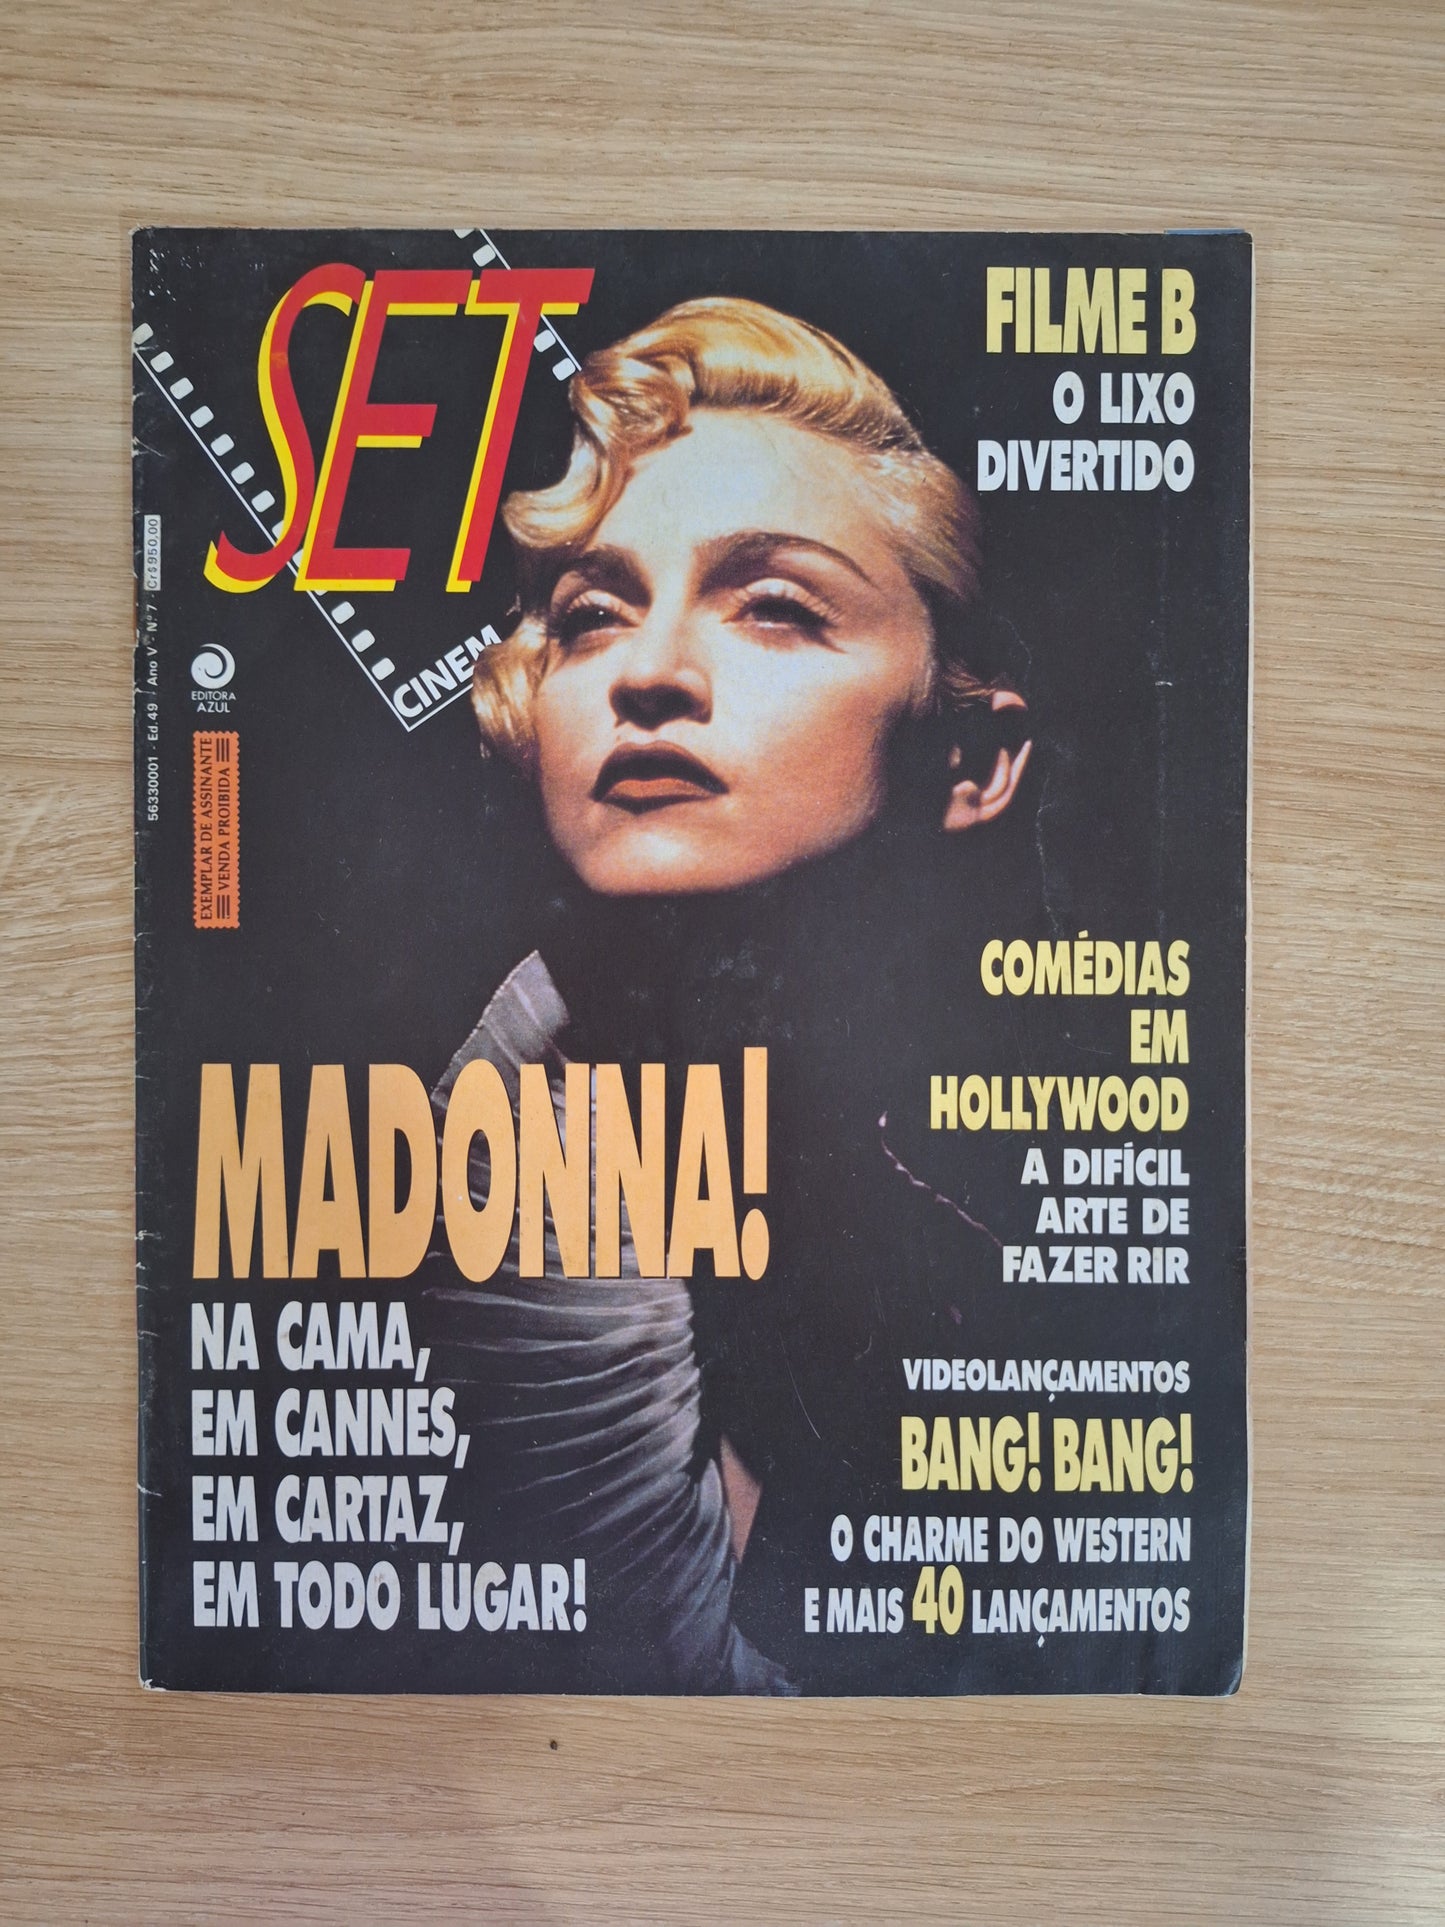 SET
CINEM
Cr$950,00
56330001 - Ed.49 - Ano V - Nº 7 -
EDITORA
AZUL
EXEMPLAR DE ASSINANTE
VENDA PROIBIDA
FILME B
O LIXO
DIVERTIDO
COMÉDIAS
EM
HOLLYWOOD
A DIFÍCIL
ARTE DE
FAZER RIR
MADONNA!
NA CAMA,
EM CANNES,
EM CARTAZ,
EM TODO LUGAR!
VIDEOLANÇAMENTOS
BANG! BANG!
O CHARME DO WESTERN
E MAIS 40 LANÇAMENTOS